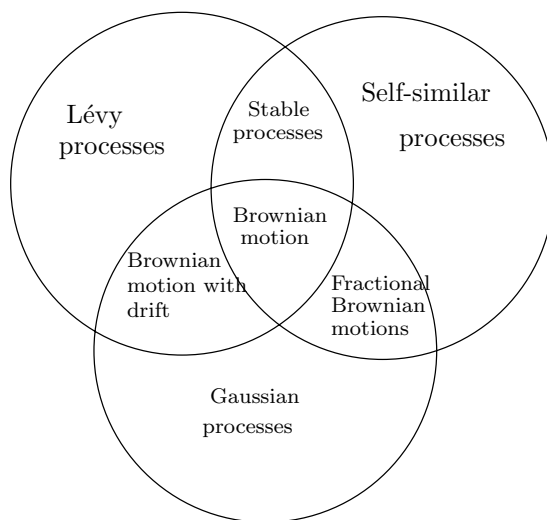 Lévy
processes
Stable
processes
Self-similar
processes
Brownian
motion
Brownian
motion with
drift
Fractional
Brownian
motions
Gaussian
processes